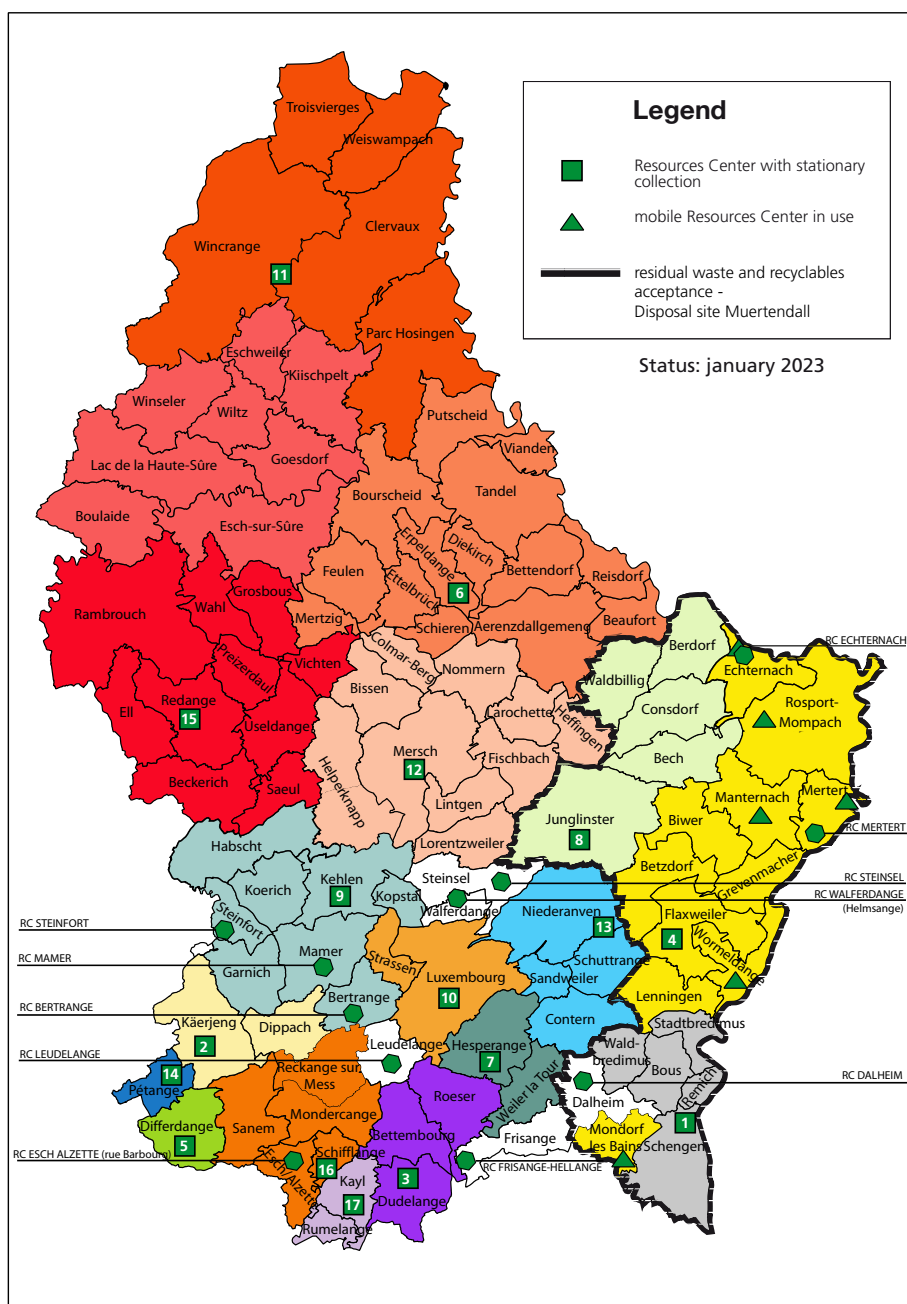 Legend
Resources Center with stationary
collection
mobile Resources Center in use
residual waste and recyclables
acceptance -
Disposal site Muertendall
Status: january 2023
Troisvierges
Weiswampach
Clervaux
Wincrange
11
Parc Hosingen
Eschweiler
Kiischpelt
Winseler
Wiltz
Putscheid
Vianden
Goesdorf
Lac de la Haute-Sûre
Tandel
Bourscheid
Boulaide
Esch-sur-Sûre
Erpeldange
Diekirch
Bettendorf
Reisdorf
Feulen
Ettelbrück
6
Grosbous
Wahl
Rambrouch
Mertzig
Schieren
Aerenzdallgemeng
Beaufort
Berdorf
RC ECHTERNACH
Echternach
Colmar-Berg
Nommern
Preizerdaul
Vichten
Bissen
Waldbillig
Redange
Ell
15
Useldange
Larochette
Heffingen
Consdorf
Rosport-
Mompach
Mersch
12
Fischbach
Bech
Beckerich
Saeul
Helperknapp
Lintgen
Manternach
Mertert
Junglinster
8
Biwer
RC MERTERT
Lorentzweiler
Habscht
Betzdorf
Grevenmacher
Steinsel
RC STEINSEL
Kehlen
9
Koerich
Kopstal
Walferdange
RC WALFERDANGE
(Helmsange)
Niederanven
13
Flaxweiler
4
Wormeldange
RC STEINFORT
Steinfort
Mamer
Strassen
Schuttrange
RC MAMER
Garnich
Luxembourg
10
Sandweiler
Lenningen
RC BERTRANGE
Bertrange
Contern
Stadtbredimus
Käerjeng
2
Dippach
Leudelange
Hesperange
7
Wald-
bredimus
RC LEUDELANGE
Bous
Remich
14
Pétange
Reckange sur
Mess
Weiler la Tour
RC DALHEIM
Dalheim
Roeser
Differdange
5
Sanem
Mondercange
1
Mondorf
les Bains
Schengen
Bettembourg
Frisange
RC ESCH ALZETTE (rue Barbourg)
Esch/Alzette
Schifflange
16
RC FRISANGE-HELLANGE
Kayl
17
3
Dudelange
Rumelange